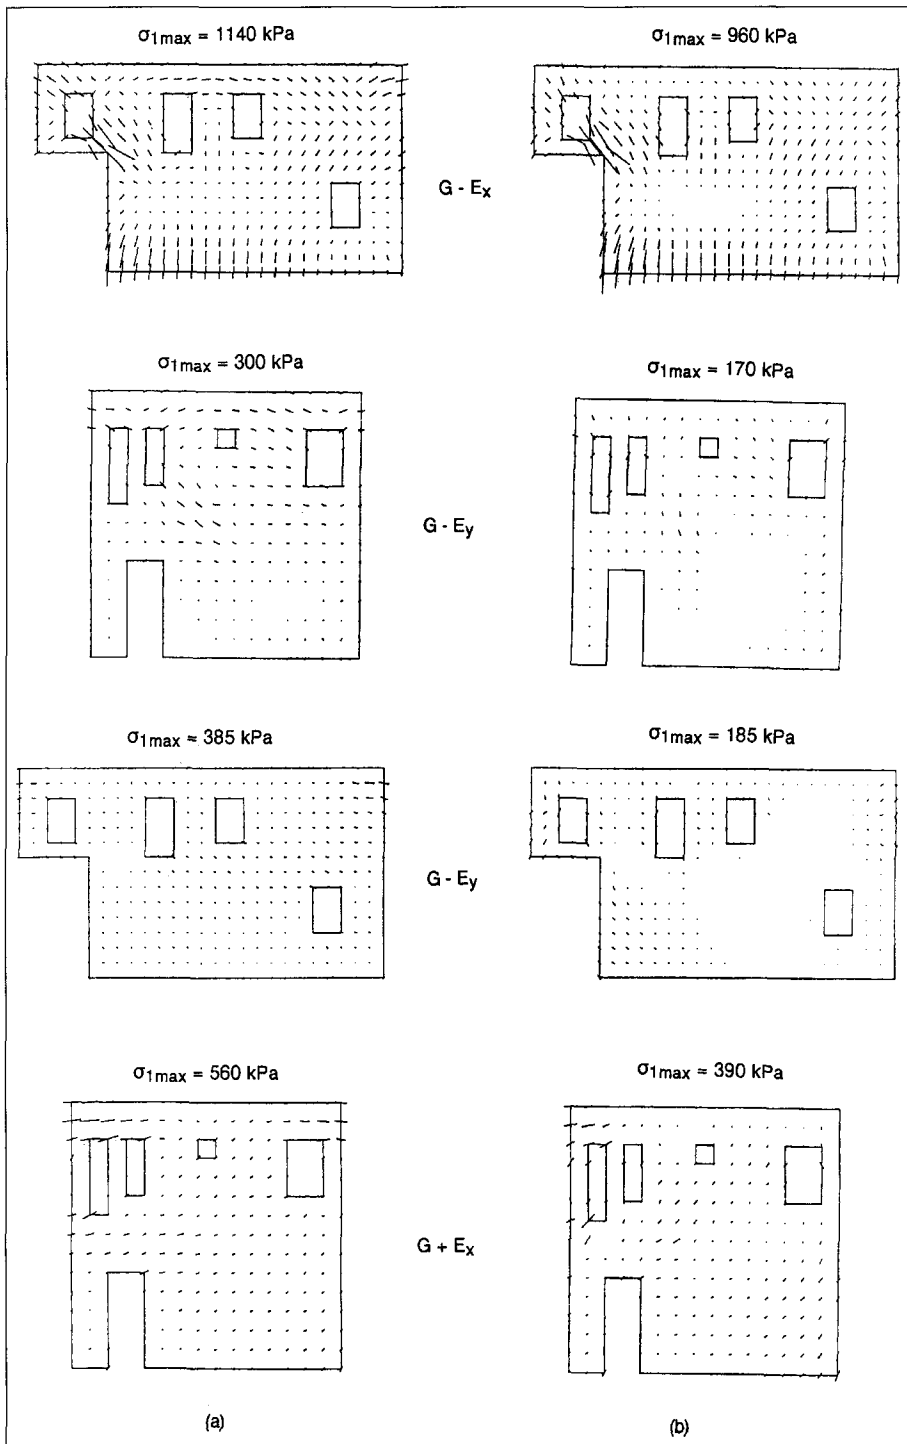 σ1max = 1140 kPa
σ1max = 960 kPa
G - Ex
σ1max = 300 kPa
σ1max = 170 kPa
G - Ey
σ1max = 385 kPa
σ1max = 185 kPa
G - Ey
σ1max = 560 kPa
σ1max = 390 kPa
G + Ex
(a)
(b)